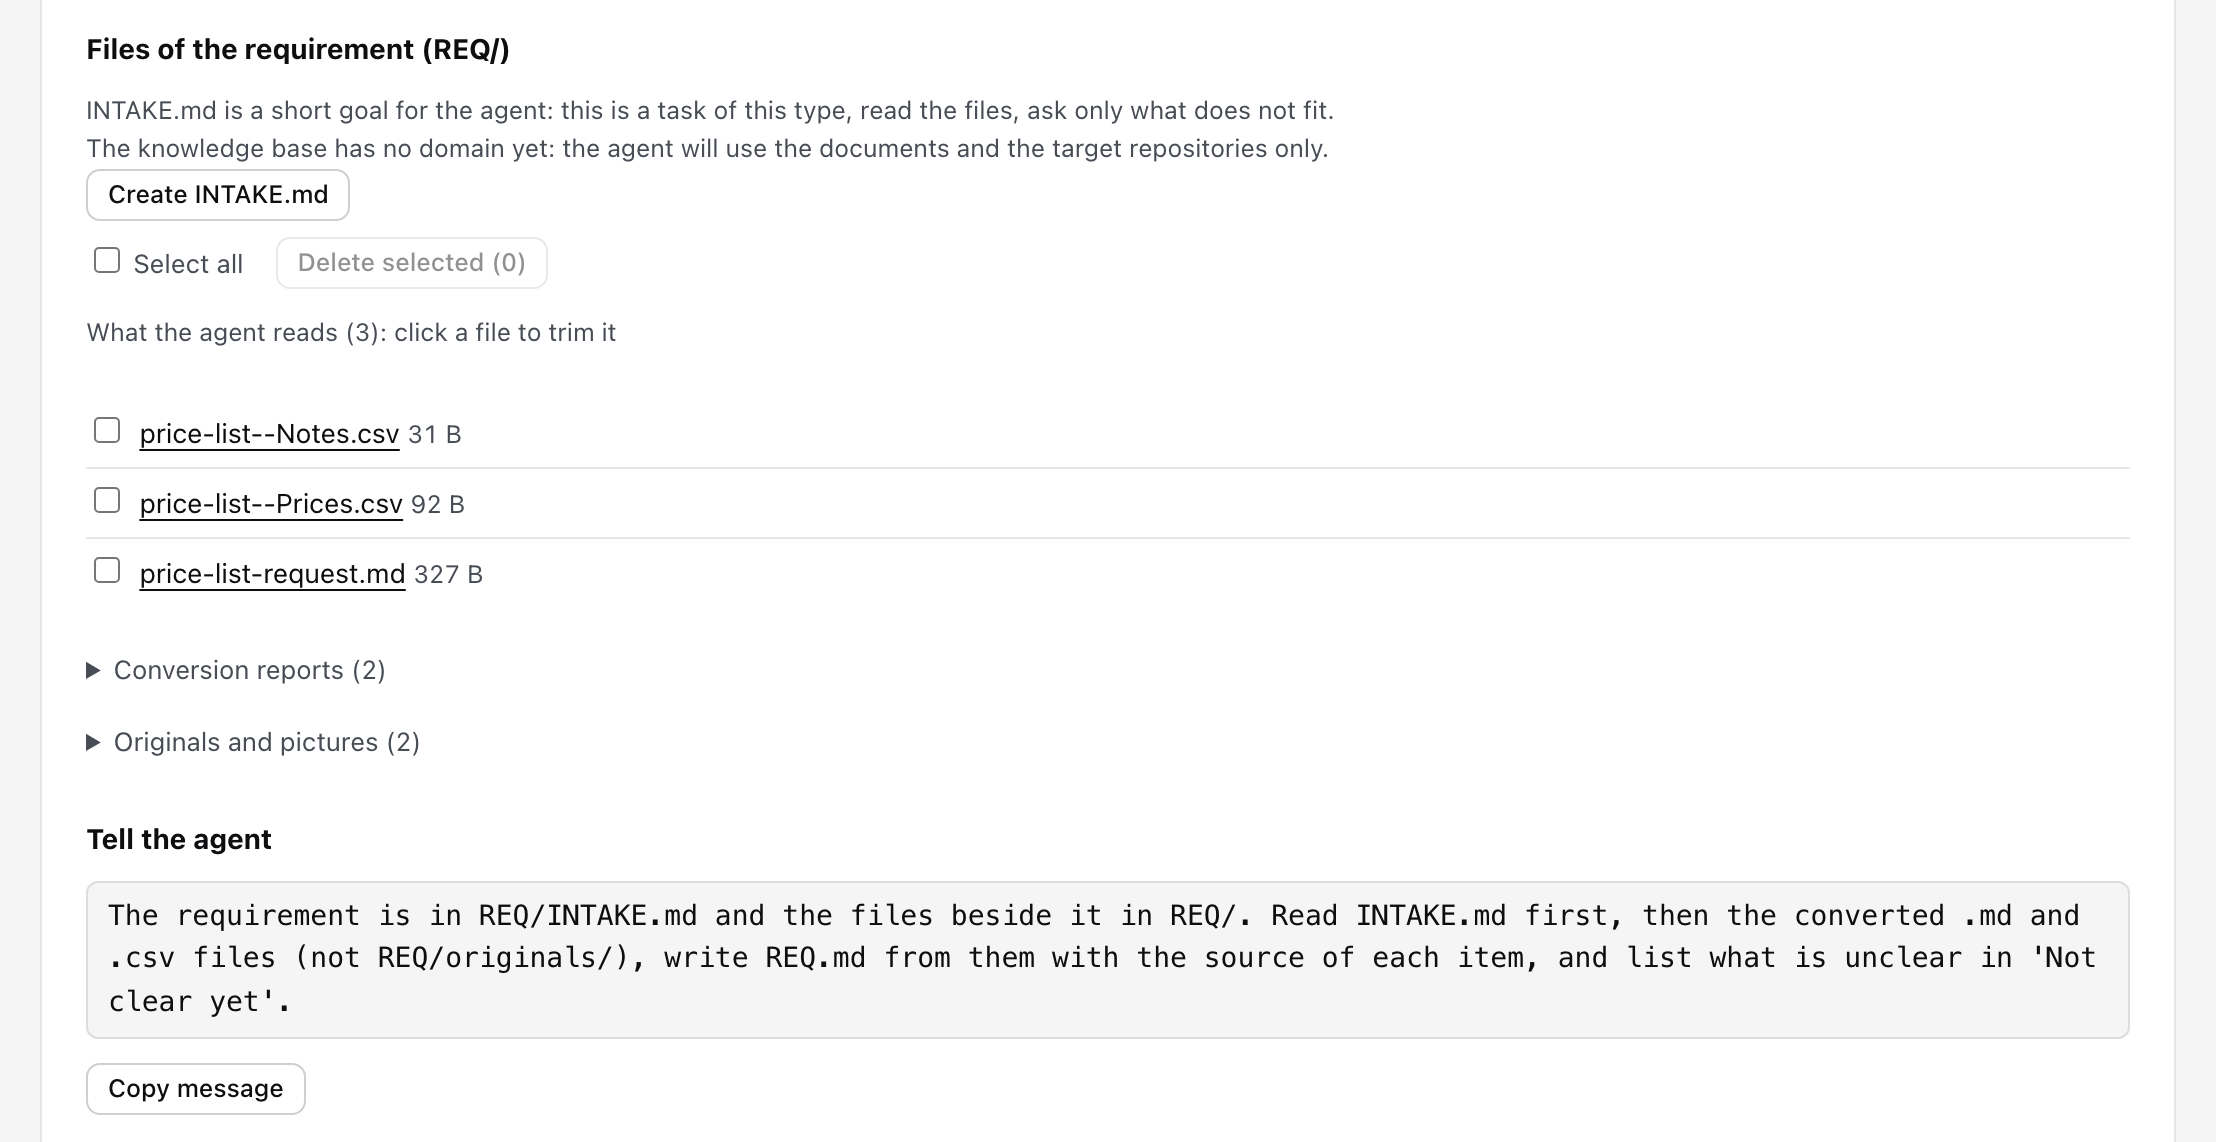 Files of the requirement (REQ/)
INTAKE.md is a short goal for the agent: this is a task of this type, read the files, ask only what does not fit.
The knowledge base has no domain yet: the agent will use the documents and the target repositories only.
Create INTAKE.md
Select all
Delete selected (0)
What the agent reads (3): click a file to trim it
price-list--Notes.csv 31 B
price-list--Prices.csv 92 B
price-list-request.md 327 B
Conversion reports (2)
Originals and pictures (2)
Tell the agent
The requirement is in REQ/INTAKE.md and the files beside it in REQ/. Read INTAKE.md first, then the converted .md and
.csv files (not REQ/originals/), write REQ.md from them with the source of each item, and list what is unclear in 'Not
clear yet'.
Copy message